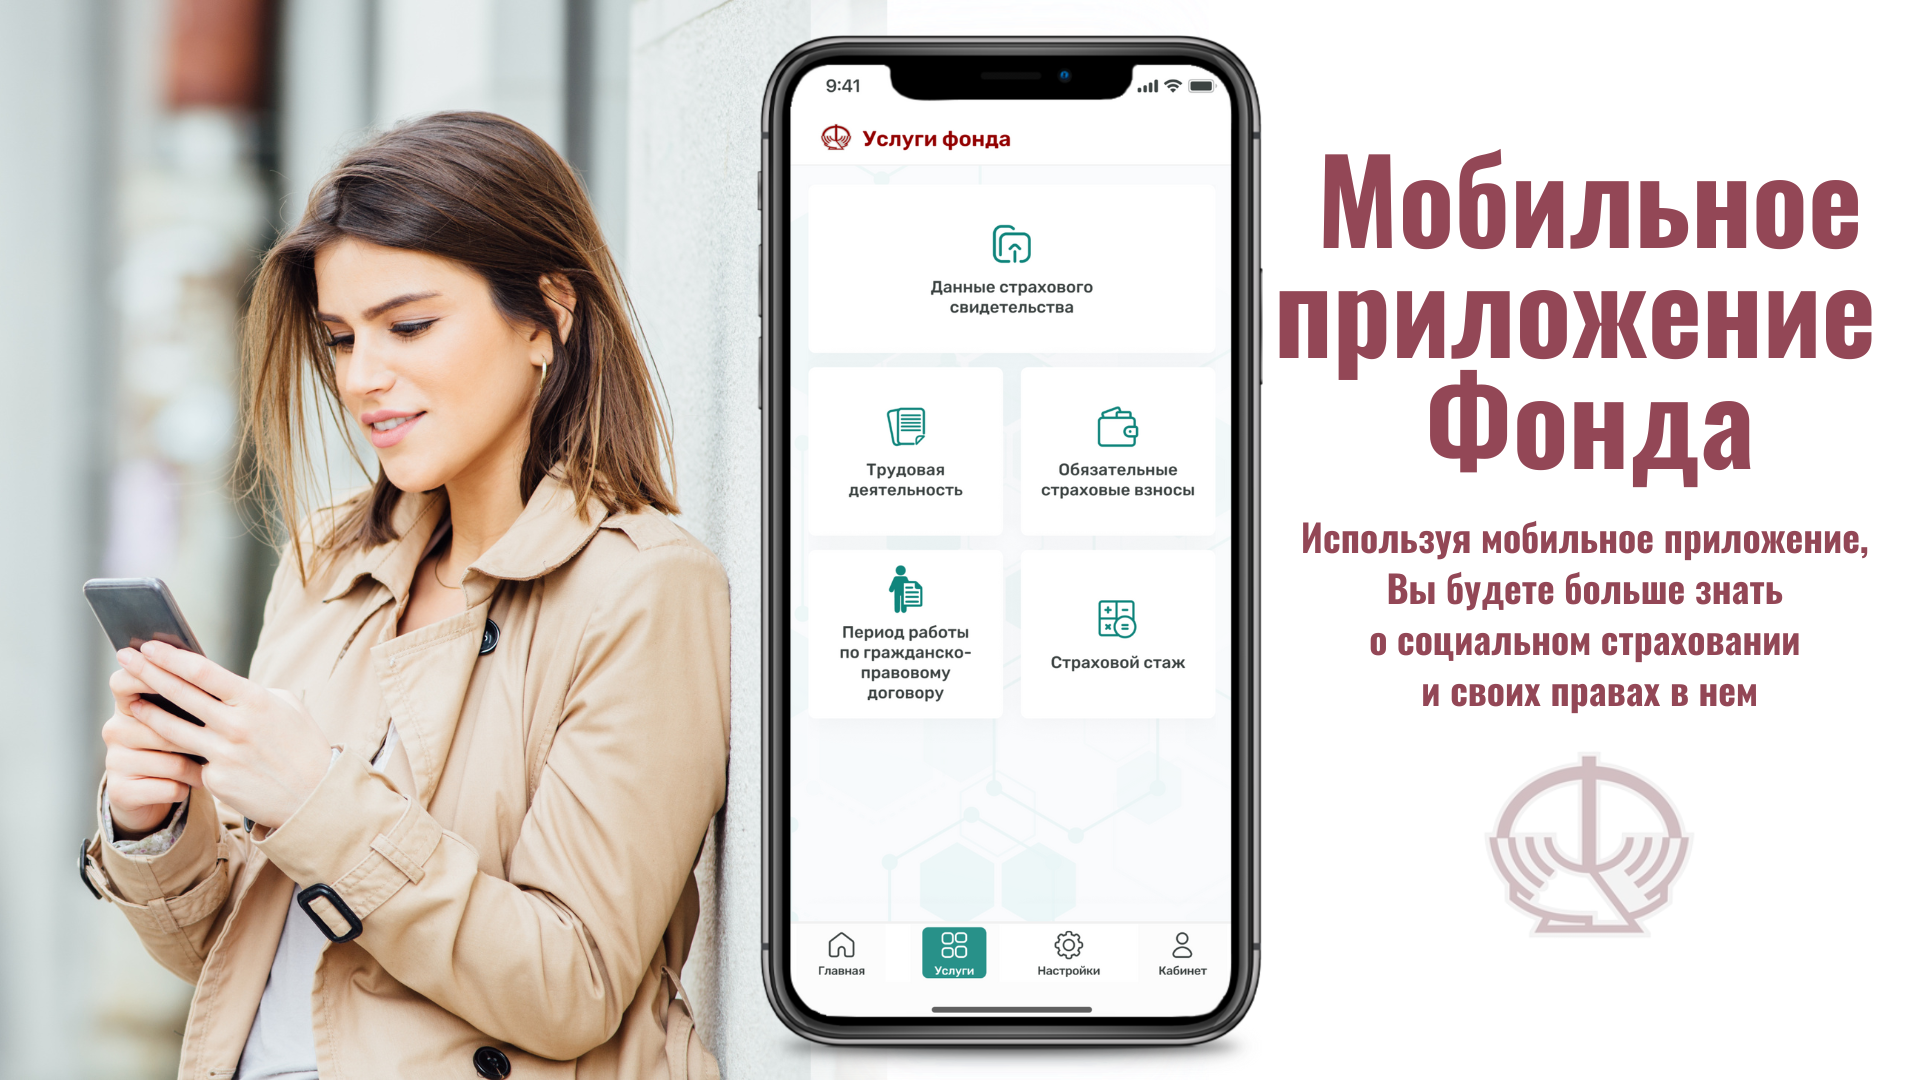 9:41
Услуги фонда
Данные страхового
свидетельства
Трудовая
деятельность
Обязательные
страховые взносы
Период работы
по гражданско-
правовому
договору
Страховой стаж
Главная
Услуги
Настройки
Кабинет
Мобильное
приложение
Фонда
Используя мобильное приложение,
Вы будете больше знать
о социальном страховании
и своих правах в нем